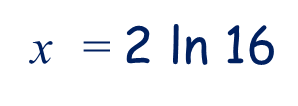 x = 2 ln 16